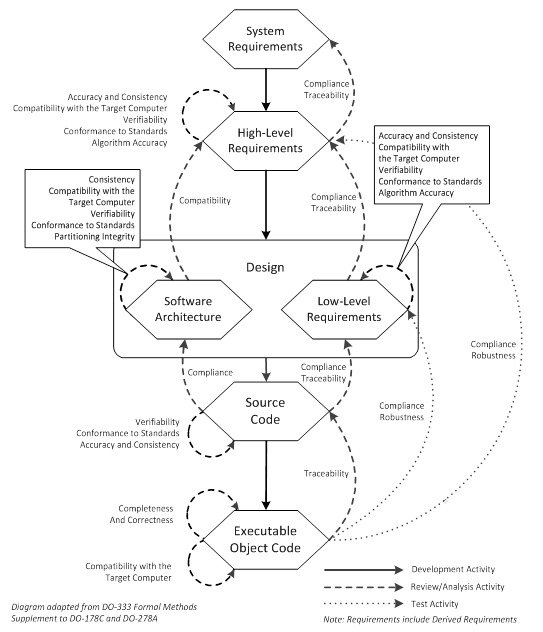 System
Requirements
Compliance
Traceability
Accuracy and Consistency
Compatibility with the Target Computer
Verifiability
Conformance to Standards
Algorithm Accuracy
High-Level
Requirements
Accuracy and Consistency
Compatibility with
the Target Computer
Verifiability
Conformance to Standards
Algorithm Accuracy
Consistency
Compatibility with the
Target Computer
Verifiability
Conformance to Standards
Partitioning Integrity
Compatibility
Compliance
Traceability
Design
Software
Architecture
Low-Level
Requirements
Compliance
Robustness
Compliance
Compliance
Traceability
Source
Code
Compliance
Robustness
Verifiability
Conformance to Standards
Accuracy and Consistency
Traceability
Completeness
And Correctness
Executable
Object Code
Compatibility with the
Target Computer
Development Activity
Review/Analysis Activity
Test Activity
Diagram adapted from DO-333 Formal Methods
Supplement to DO-178C and DO-278A
Note: Requirements include Derived Requirements